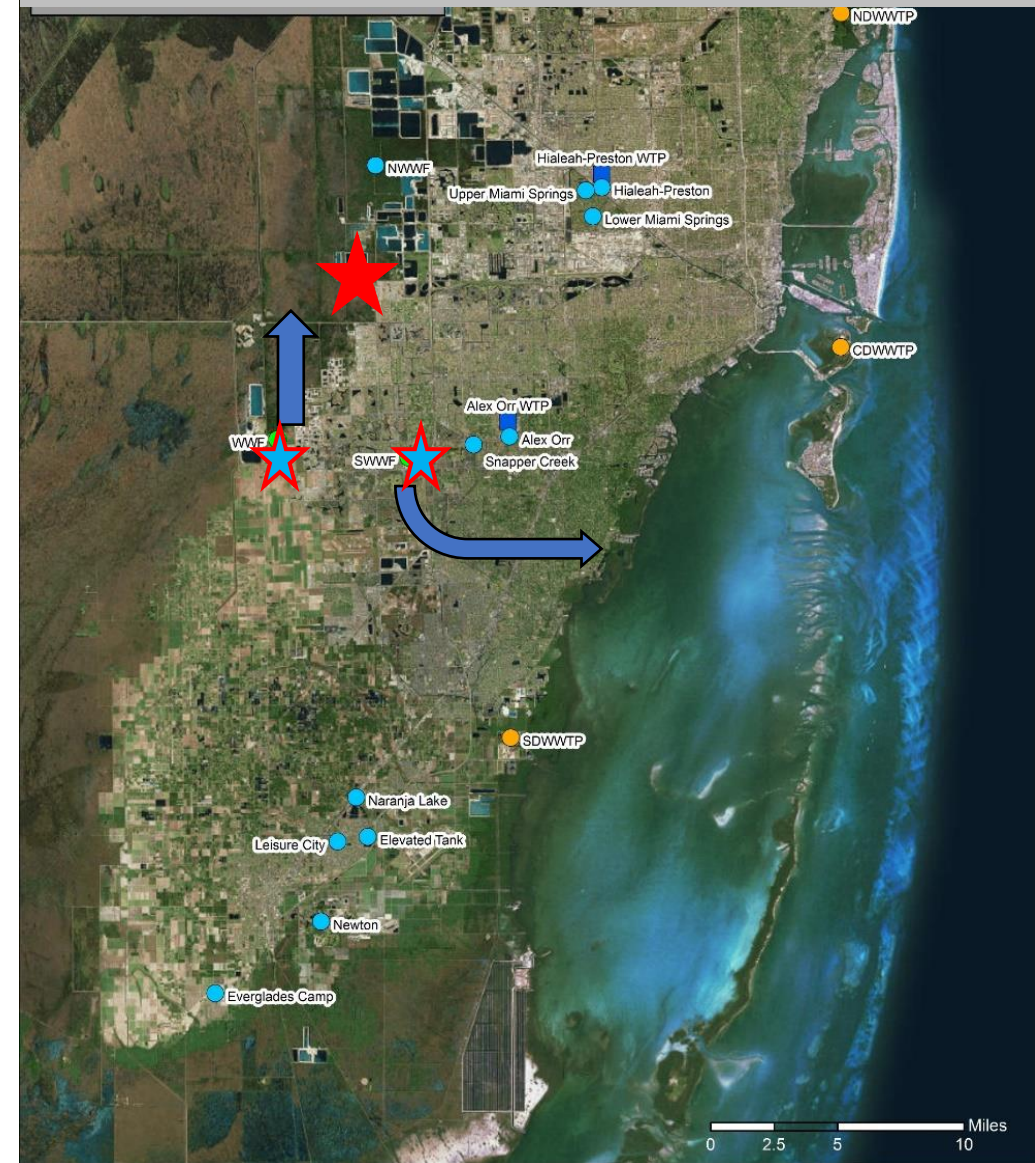 NDWWTP
NWWF
Hialeah-Preston WTP
Upper Miami Springs
Hialeah-Preston
Lower Miami Springs
CDWWTP
Alex Orr WTP
WWF
SWWF
Alex Orr
Snapper Creek
SDWWTP
Naranja Lake
Leisure City
Elevated Tank
Newton
Everglades Camp
Miles
0 2.5 5 10